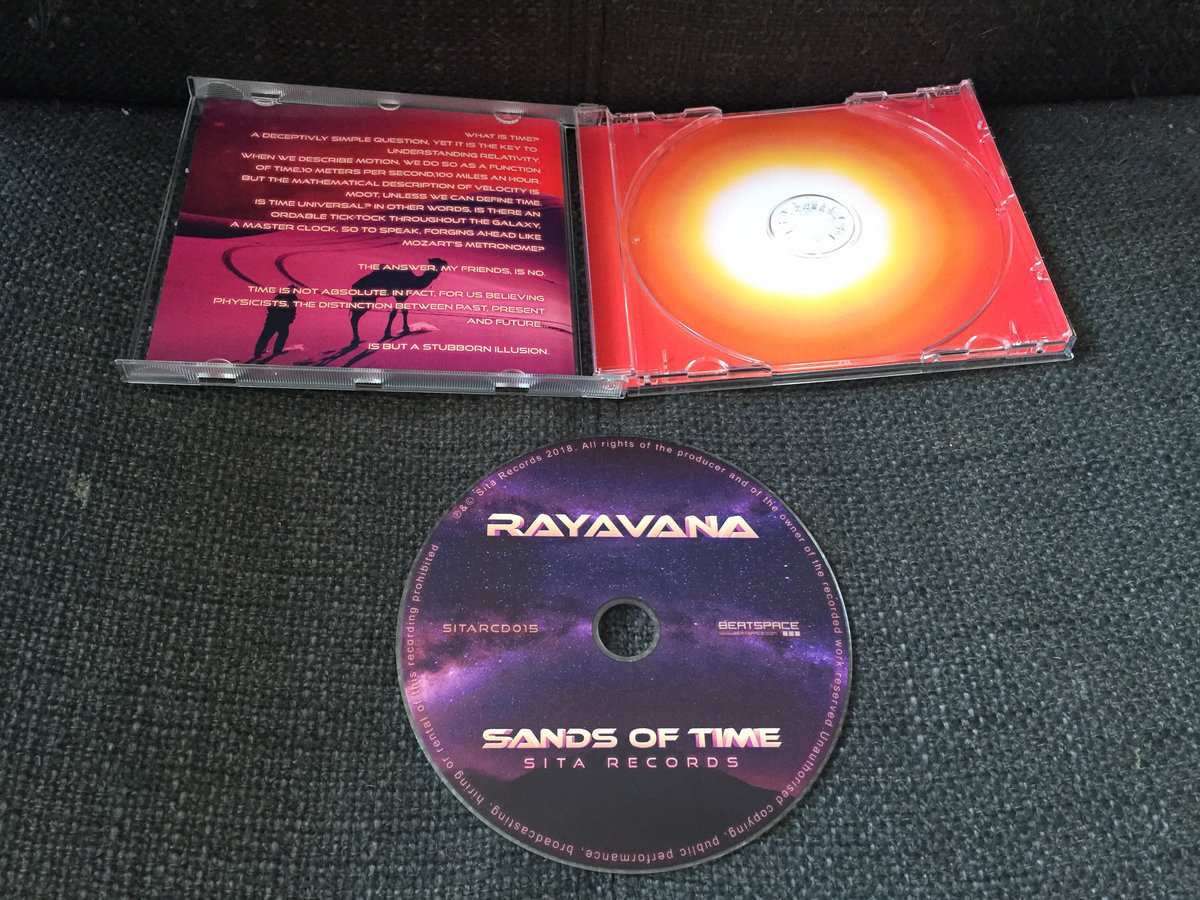 WHAT IS TIME?
A DECEPTIVLY SIMPLE QUESTION, YET IT IS THE KEY TO
UNDERSTANDING RELATIVITY.
WHEN WE DESCRIBE MOTION, WE DO SO AS A FUNCTION
OF TIME,10 METERS PER SECOND,100 MILES AN HOUR.
BUT THE MATHEMATICAL DESCRIPTION OF VELOCITY IS
MOOT, UNLESS WE CAN DEFINE TIME.
IS TIME UNIVERSAL? IN OTHER WORDS, IS THERE AN
ORDABLE TICK-TOCK THROUGHOUT THE GALAXY,
A MASTER CLOCK, SO TO SPEAK, FORGING AHEAD LIKE
MOZART'S METRONOME?
THE ANSWER, MY FRIENDS, IS NO.
TIME IS NOT ABSOLUTE. IN FACT, FOR US BELIEVING
PHYSICISTS, THE DISTINCTION BETWEEN PAST, PRESENT
AND FUTURE...
IS BUT A STUBBORN ILLUSION.
℗&© Sita Records 2018. All rights of the producer and of the owner of the recorded work reserved Unauthorised copying, public performance, broadcasting, hiring or rental of this recording prohibited
RAYAVANA
SITARCD015
BEATSPACE
WWW.BEATSPACE.COM
SANDS OF TIME
SITA RECORDS